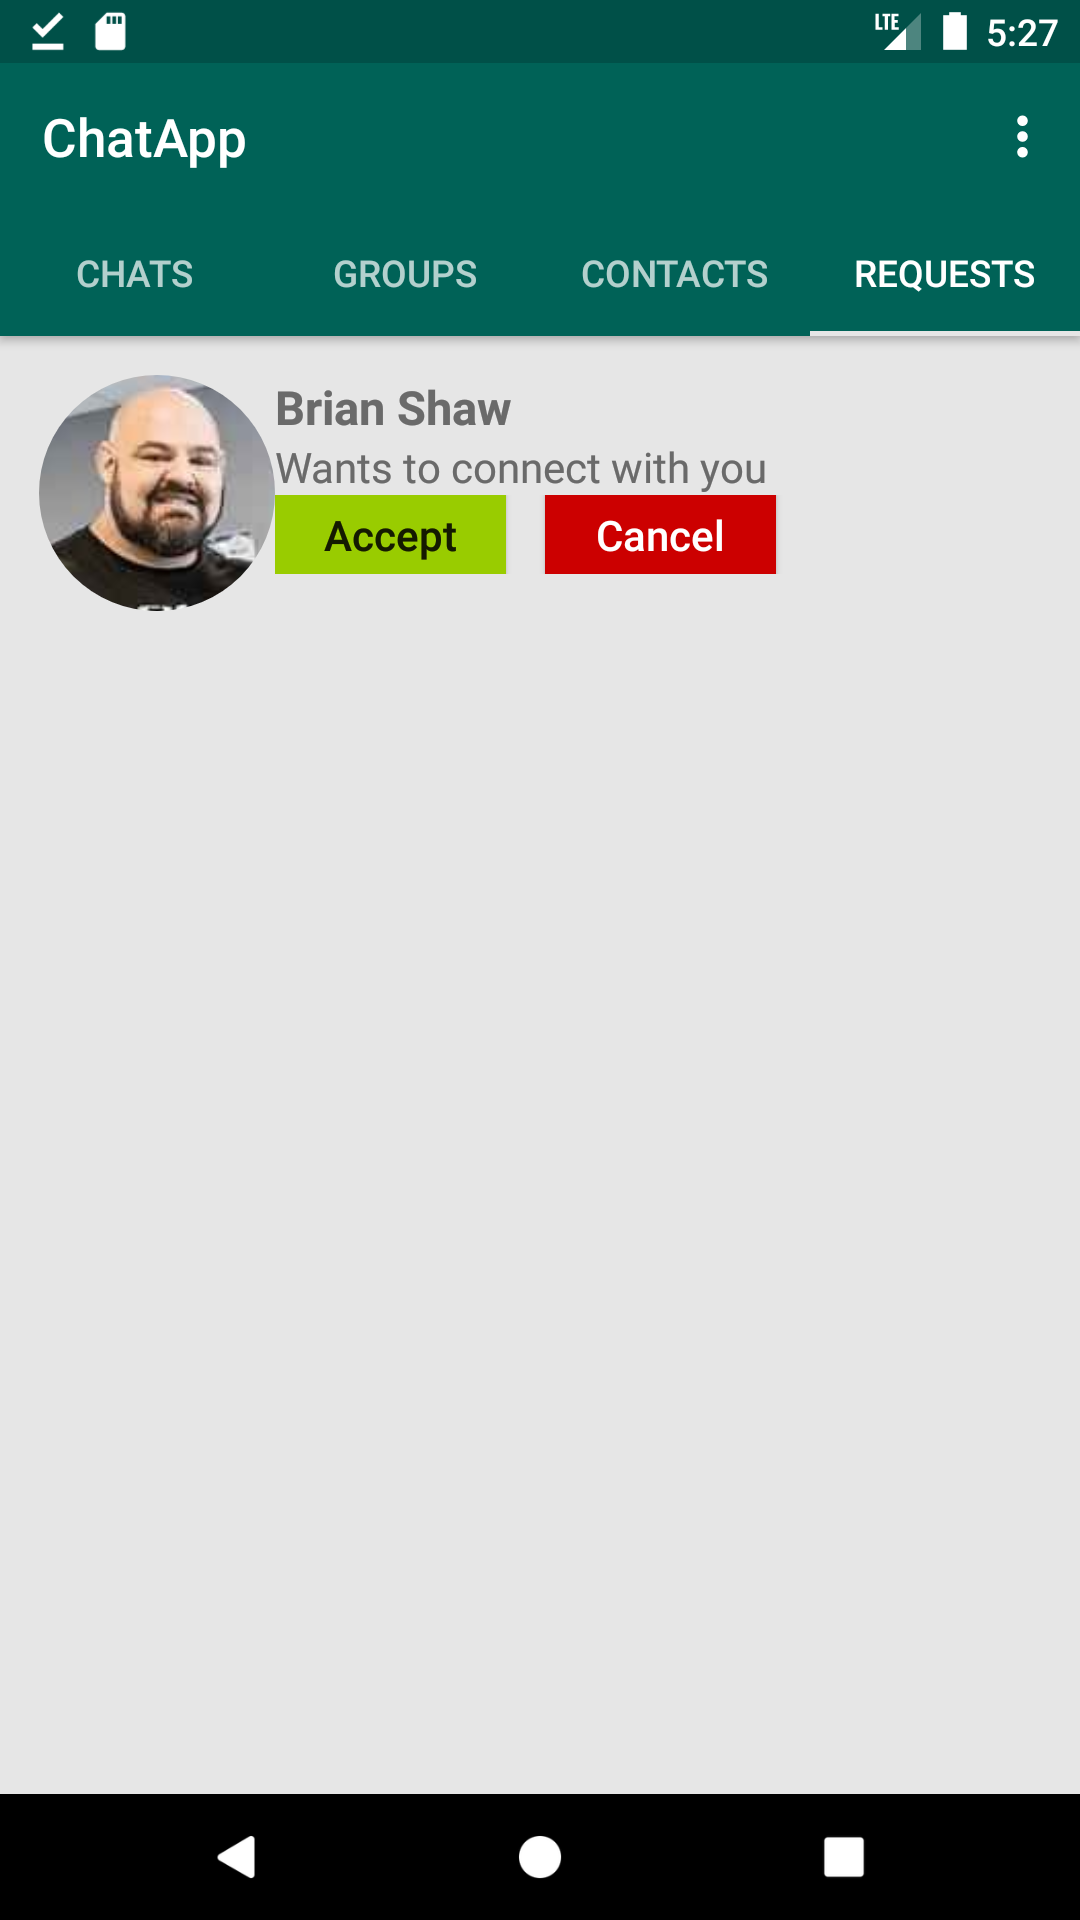 LTE 5:27
ChatApp
CHATS GROUPS CONTACTS REQUESTS
Brian Shaw
Wants to connect with you
Accept Cancel